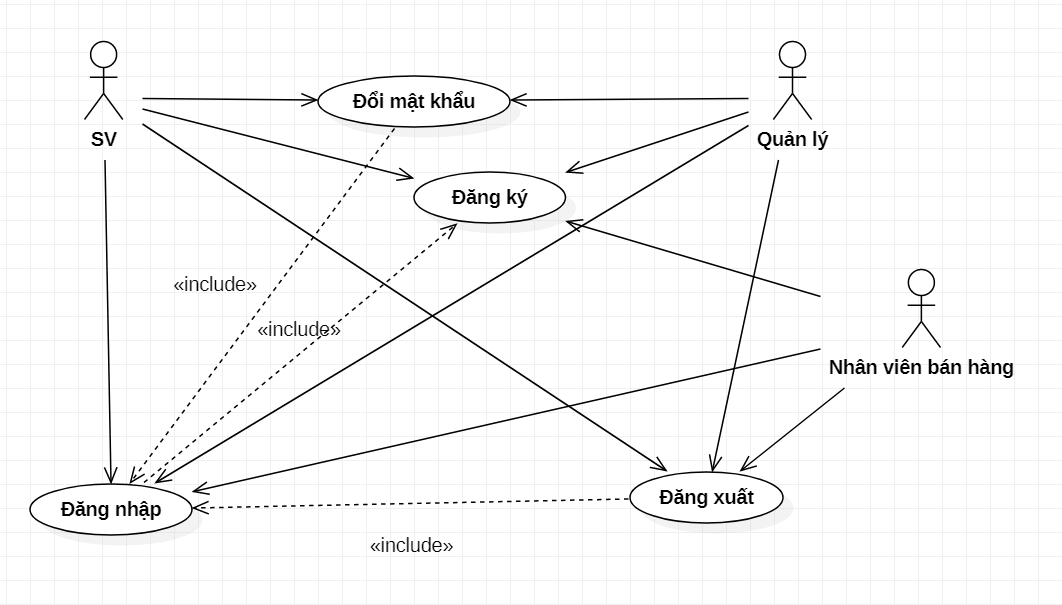 Đổi mật khẩu
SV
Quản lý
Đăng ký
«include»
«include»
Nhân viên bán hàng
Đăng nhập
Đăng xuất
«include»